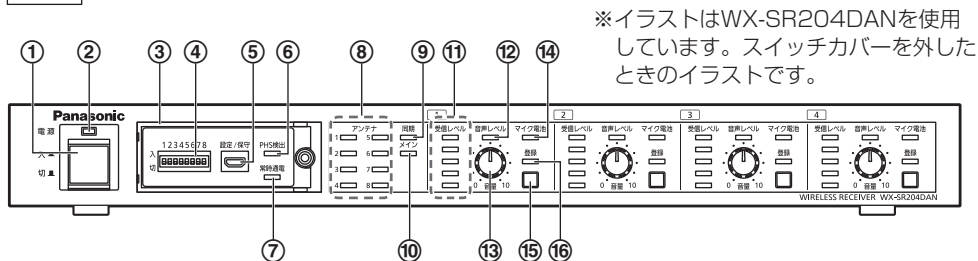 ※イラストはWX-SR204DANを使用
しています。スイッチカバーを外した
ときのイラストです。
① ② ③ ④ ⑤ ⑥ ⑧ ⑨ ⑪ ⑫ ⑭
Panasonic
電源
入
切
1 2 3 4 5 6 7 8
入
切
設定/保守
PHS検出
常時通電
アンテナ
1 5
2 6
3 7
4 8
同期
メイン
1
受信レベル 音声レベル マイク電池
登録
0 音量 10
2
受信レベル 音声レベル マイク電池
登録
0 音量 10
3
受信レベル 音声レベル マイク電池
登録
0 音量 10
4
受信レベル 音声レベル マイク電池
登録
0 音量 10
WIRELESS RECEIVER WX-SR204DAN
⑦ ⑩ ⑬ ⑮ ⑯